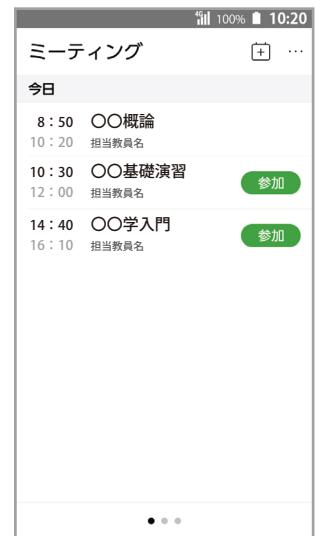 4G 100% 10:20
ミーティング ...
今日
8：50 〇〇概論
10：20 担当教員名
10：30 〇〇基礎演習 参加
12：00 担当教員名
14：40 〇〇学入門 参加
16：10 担当教員名